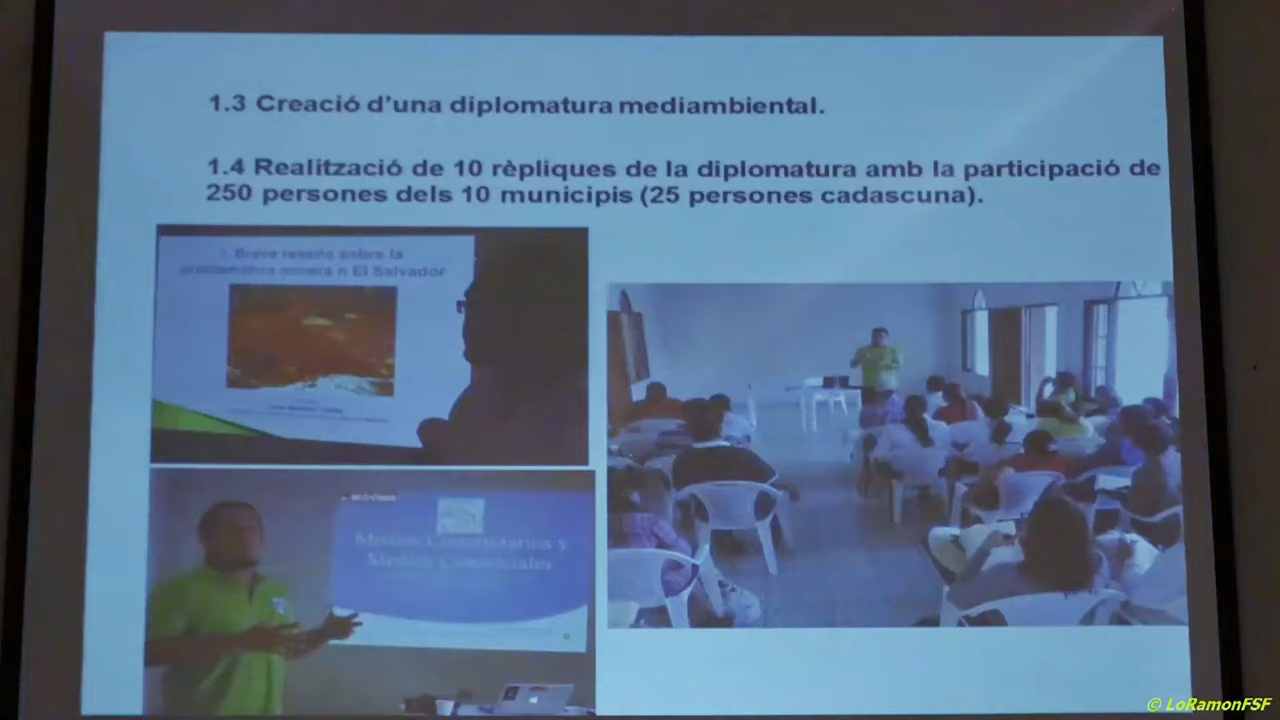 1.3 Creació d'una diplomatura mediambiental.
1.4 Realització de 10 rèpliques de la diplomatura amb la participació de
250 persones dels 10 municipis (25 persones cadascuna).
Breve reseña sobre la
problemática minera n El Salvador
Medios Comunitarios y
Medios Comerciales
© LoRamonFSF